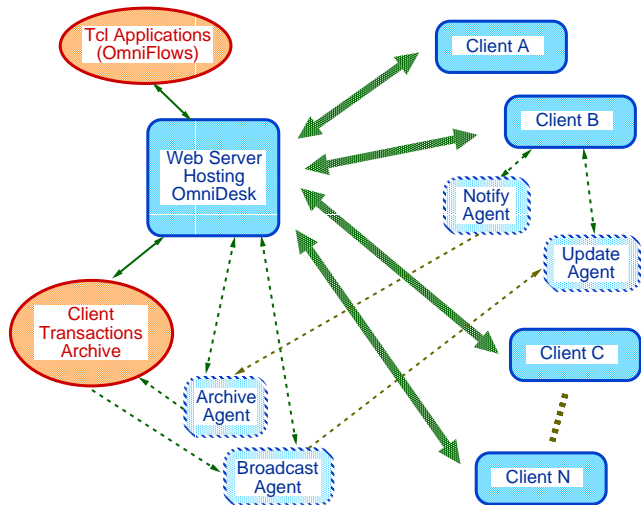 Tcl Applications
(OmniFlows)
Client A
Client B
Web Server
Hosting
OmniDesk
Notify
Agent
Update
Agent
Client
Transactions
Archive
Client C
Archive
Agent
Broadcast
Agent
Client N